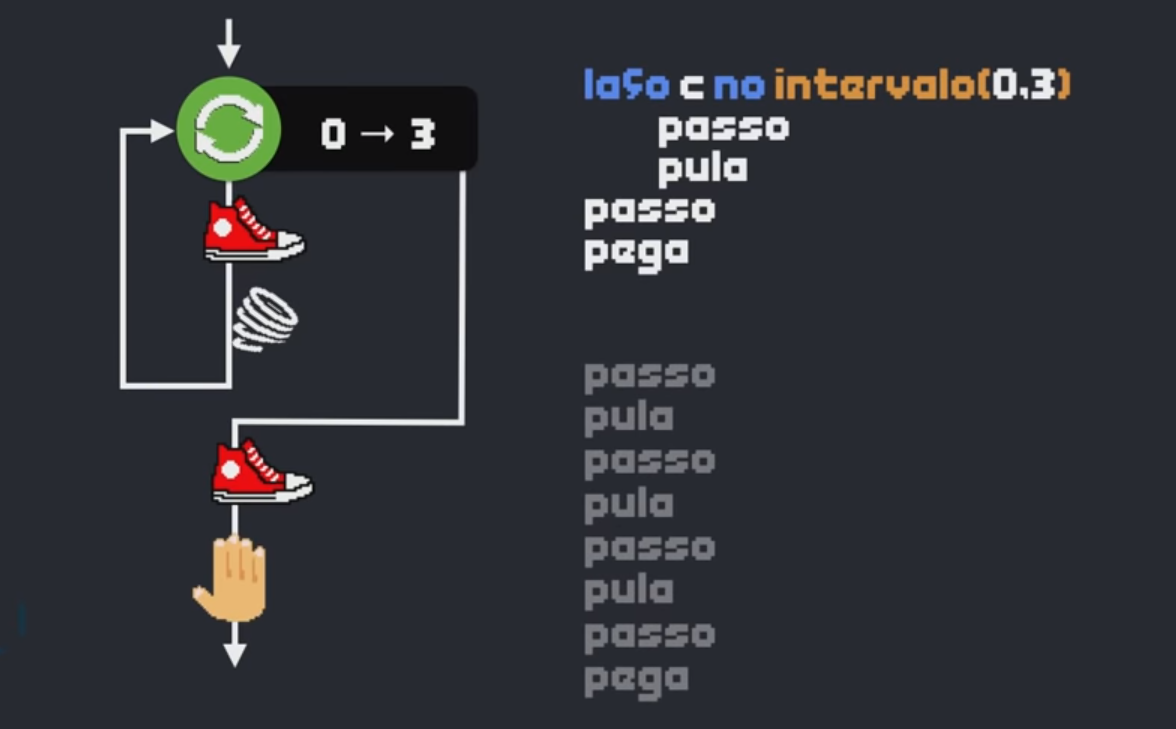 0 → 3
laço c no intervalo(0,3)
passo
pula
passo
pega
passo
pula
passo
pula
passo
pula
passo
pega